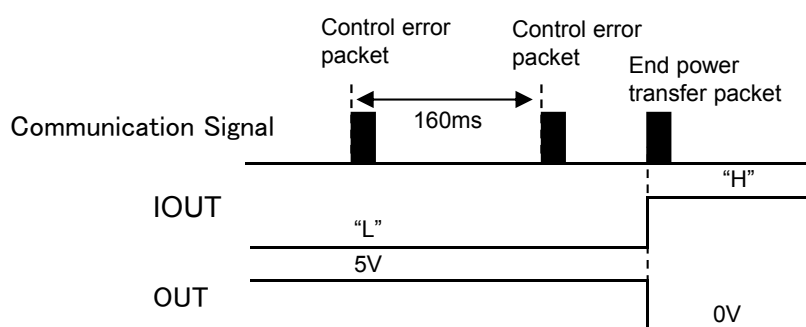 Control error
packet
Control error
packet
End power
transfer packet
160ms
Communication Signal
"H"
IOUT
"L"
5V
OUT
0V